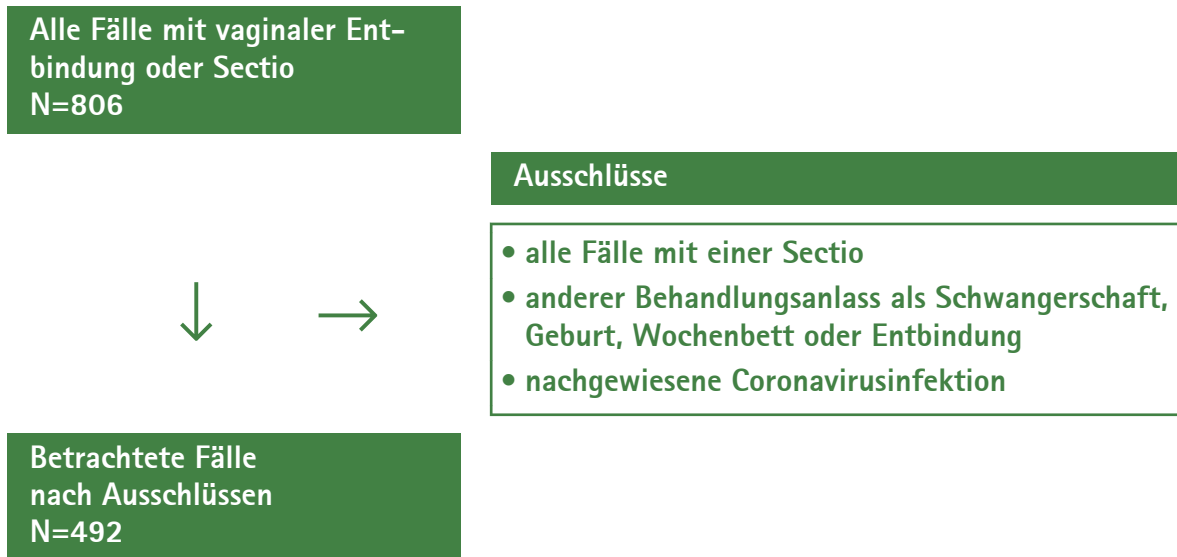 Alle Fälle mit vaginaler Ent-
bindung oder Sectio
N=806
Ausschlüsse
• alle Fälle mit einer Sectio
• anderer Behandlungsanlass als Schwangerschaft,
Geburt, Wochenbett oder Entbindung
• nachgewiesene Coronavirusinfektion
Betrachtete Fälle
nach Ausschlüssen
N=492